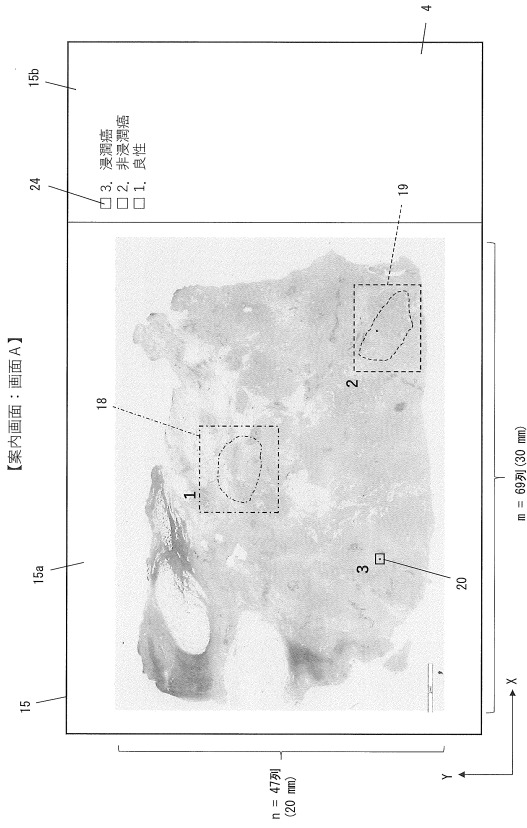 【案内画面：画面A】
15
15a
18
24
15b
4
□ 3. 浸潤癌
□ 2. 非浸潤癌
□ 1. 良性
1
19
2
3
20
n = 47列
(20 mm)
Y
X
m = 69列(30 mm)